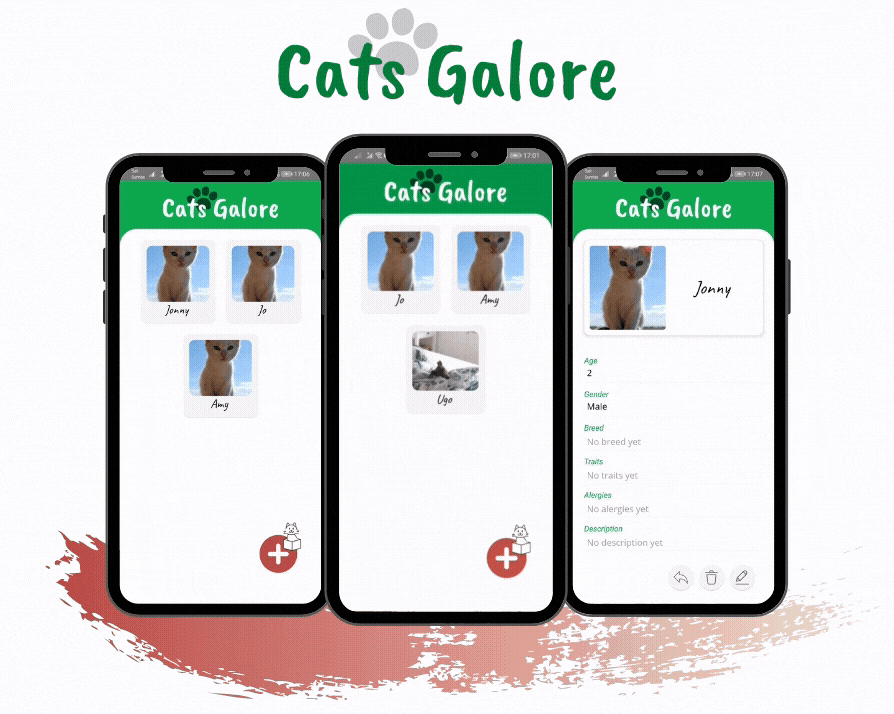 Cats Galore
17:06
Cats Galore
Jonny
Jo
Amy
17:01
Cats Galore
Jo
Amy
Ugo
17:07
Cats Galore
Jonny
Age
2
Gender
Male
Breed
No breed yet
Traits
No traits yet
Alergies
No alergies yet
Description
No description yet